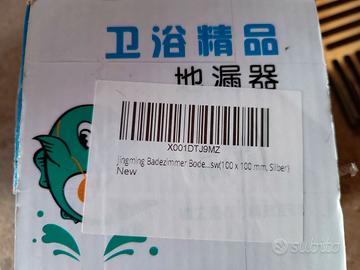 卫浴精品
地漏器
X001DTJ9MZ
Jingming Badezimmer Bode...sw(100 x 100 mm, Silber)
New
subito